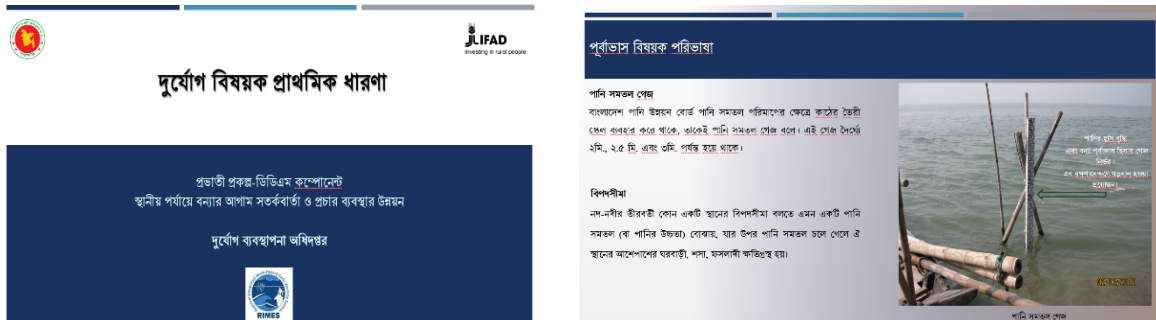 JLIFAD
Investing in rural people
দুর্যোগ বিষয়ক প্রাথমিক ধারণা
প্রভাতী প্রকল্প-ডিডিএম কম্পোনেন্ট
স্থানীয় পর্যায়ে বন্যার আগাম সতর্কবার্তা ও প্রচার ব্যবস্থার উন্নয়ন
দুর্যোগ ব্যবস্থাপনা অধিদপ্তর
RIMES
পূর্বাভাস বিষয়ক পরিভাষা
পানি সমতল গেজ
বাংলাদেশ পানি উন্নয়ন বোর্ড পানি সমতল পরিমাপের ক্ষেত্রে কাঠের তৈরী
স্কেল ব্যবহার করে থাকে, তাকেই পানি সমতল গেজ বলে। এই গেজ দৈর্ঘ্যে
২মি., ২.৫ মি. এবং ৩মি. পর্যন্ত হয়ে থাকে।
বিপদসীমা
নদ-নদীর তীরবর্তী কোন একটি স্থানের বিপদসীমা বলতে এমন একটি পানি
সমতল (বা পানির উচ্চতা) বোঝায়, যার উপর পানি সমতল চলে গেলে ঐ
স্থানের আশেপাশের ঘরবাড়ী, শস্য, ফসলাদী ক্ষতিগ্রস্থ হয়।
পানির হ্রাস বৃদ্ধি
নির্ভর
পানি সমতল গেজ